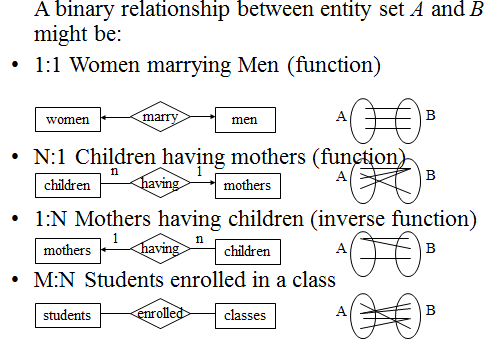 A binary relationship between entity set A and B
might be:
• 1:1 Women marrying Men (function)
women marry men A B
• N:1 Children having mothers (function)
children n having 1 mothers A B
• 1:N Mothers having children (inverse function)
mothers 1 having n children A B
• M:N Students enrolled in a class
students enrolled classes A B